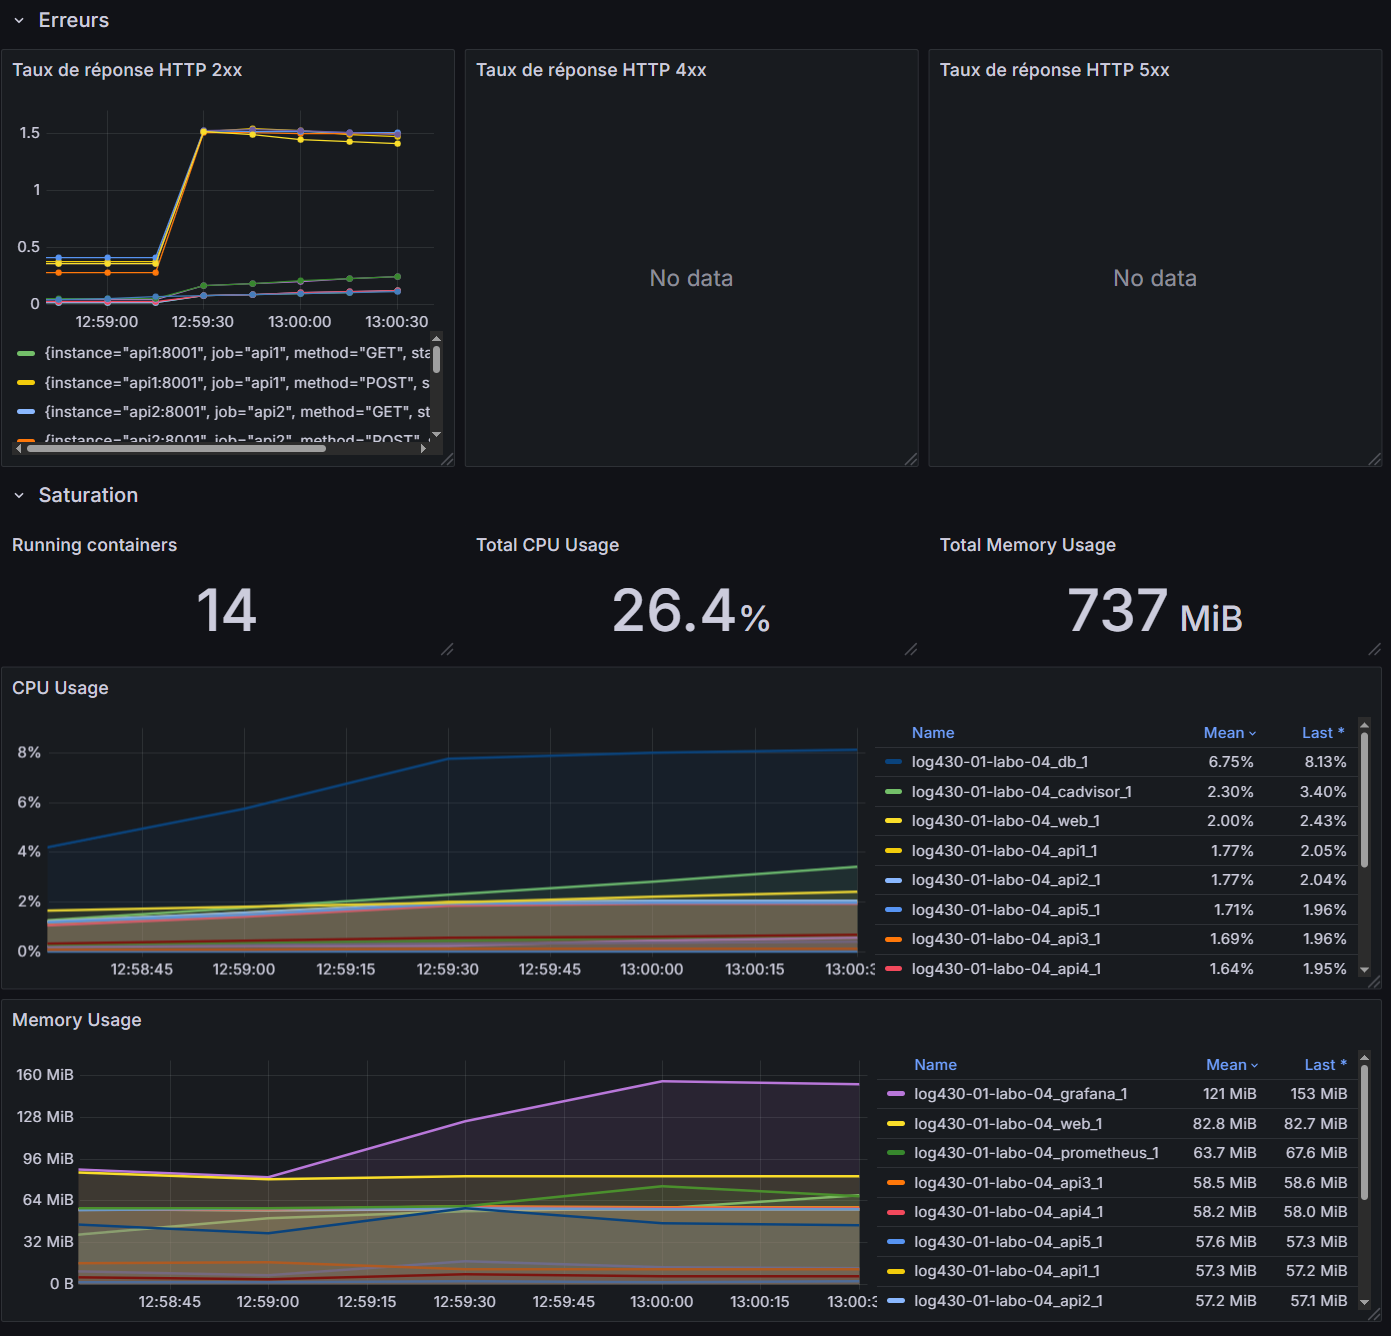 Erreurs
Taux de réponse HTTP 2xx
Taux de réponse HTTP 4xx
Taux de réponse HTTP 5xx
1.5
1
0.5
0
12:59:00 12:59:30 13:00:00 13:00:30
{instance="api1:8001", job="api1", method="GET", sta
{instance="api1:8001", job="api1", method="POST", s
{instance="api2:8001", job="api2", method="GET", st
{instance="api2:8001", job="api2", method="POST",
No data
No data
Saturation
Running containers
14
Total CPU Usage
26.4%
Total Memory Usage
737 MiB
CPU Usage
8%
6%
4%
2%
0%
12:58:45 12:59:00 12:59:15 12:59:30 12:59:45 13:00:00 13:00:15 13:00:3
Name Mean Last *
log430-01-labo-04_db_1 6.75% 8.13%
log430-01-labo-04_cadvisor_1 2.30% 3.40%
log430-01-labo-04_web_1 2.00% 2.43%
log430-01-labo-04_api1_1 1.77% 2.05%
log430-01-labo-04_api2_1 1.77% 2.04%
log430-01-labo-04_api5_1 1.71% 1.96%
log430-01-labo-04_api3_1 1.69% 1.96%
log430-01-labo-04_api4_1 1.64% 1.95%
Memory Usage
160 MiB
128 MiB
96 MiB
64 MiB
32 MiB
0 B
12:58:45 12:59:00 12:59:15 12:59:30 12:59:45 13:00:00 13:00:15 13:00:3
Name Mean Last *
log430-01-labo-04_grafana_1 121 MiB 153 MiB
log430-01-labo-04_web_1 82.8 MiB 82.7 MiB
log430-01-labo-04_prometheus_1 63.7 MiB 67.6 MiB
log430-01-labo-04_api3_1 58.5 MiB 58.6 MiB
log430-01-labo-04_api4_1 58.2 MiB 58.0 MiB
log430-01-labo-04_api5_1 57.6 MiB 57.3 MiB
log430-01-labo-04_api1_1 57.3 MiB 57.2 MiB
log430-01-labo-04_api2_1 57.2 MiB 57.1 MiB